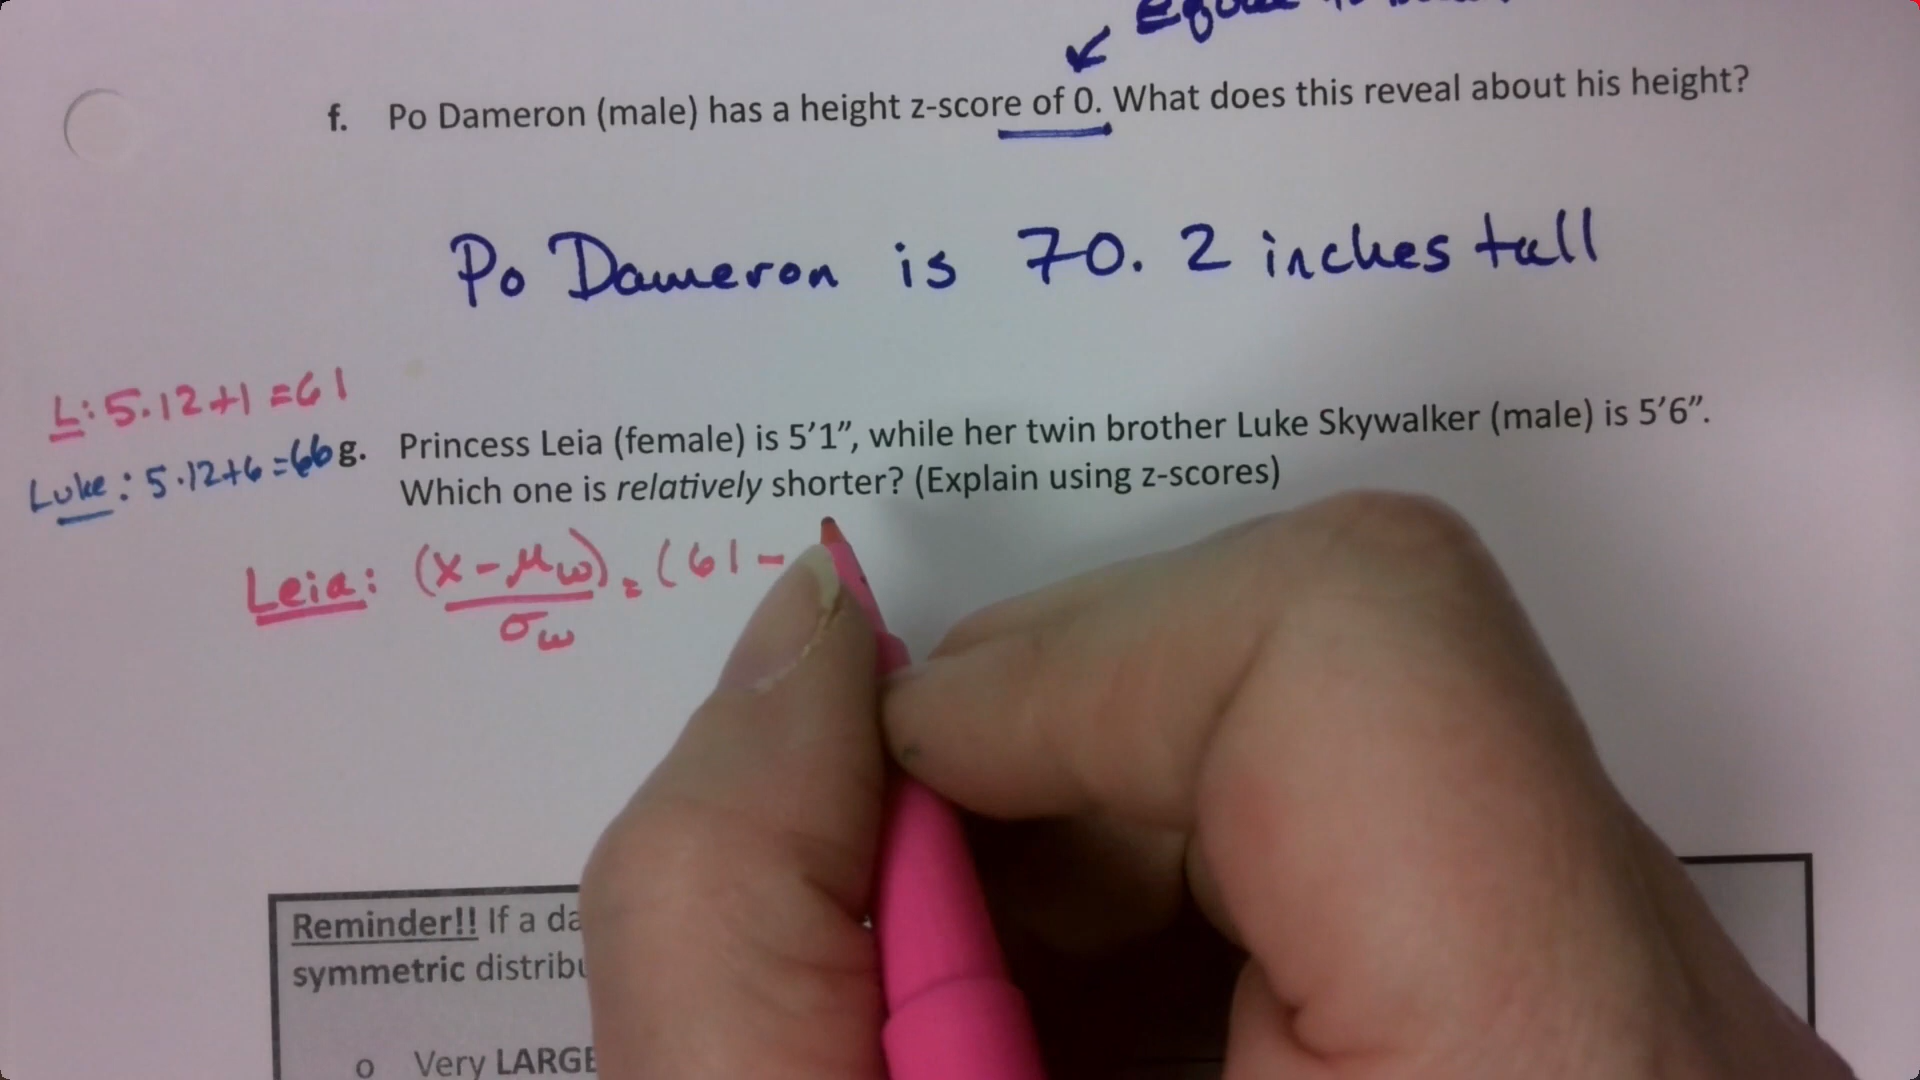 f. Po Dameron (male) has a height z-score of 0. What does this reveal about his height?
Po Dameron is 70.2 inches tall
L: 5·12+1=61
Luke: 5·12+6=66
g. Princess Leia (female) is 5’1”, while her twin brother Luke Skywalker (male) is 5’6”.
Which one is relatively shorter? (Explain using z-scores)
Leia: (x-μw) = (61-
σw
Reminder!! If a
symmetric
o Very LARGE